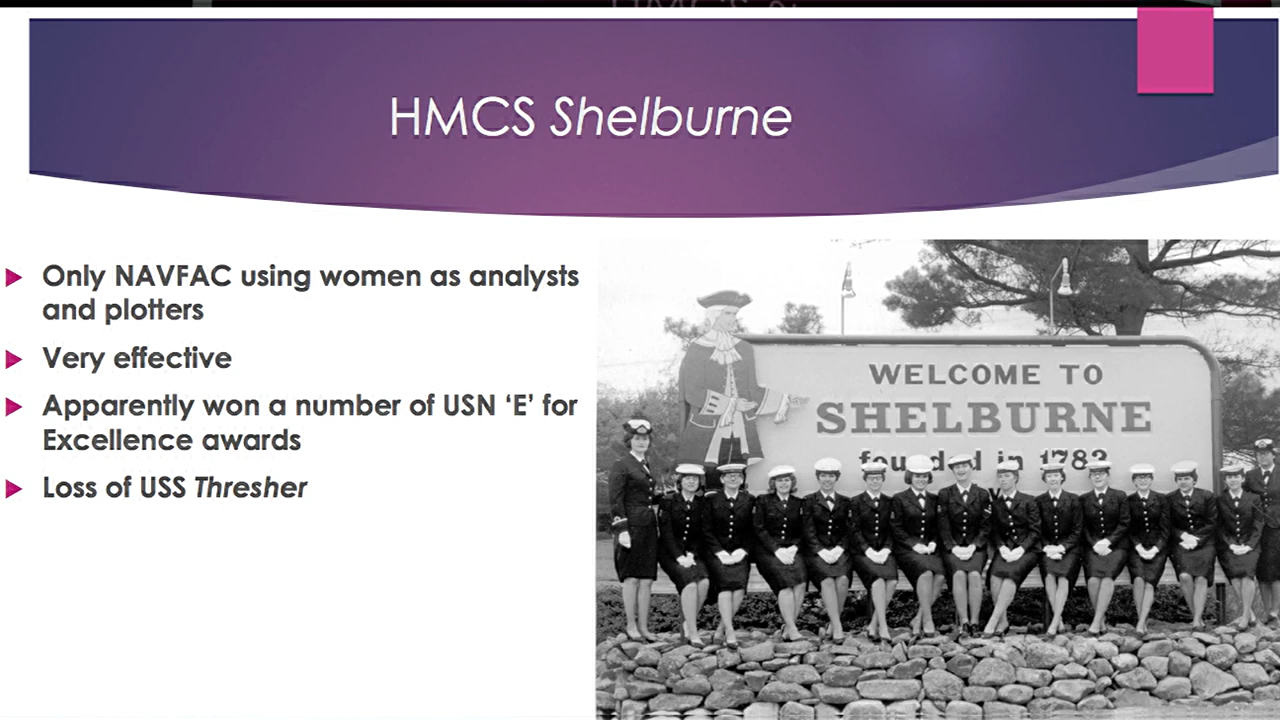 HMCS Shelburne
Only NAVFAC using women as analysts
and plotters
Very effective
Apparently won a number of USN ‘E’ for
Excellence awards
Loss of USS Thresher
WELCOME TO
SHELBURNE
founded in 1783